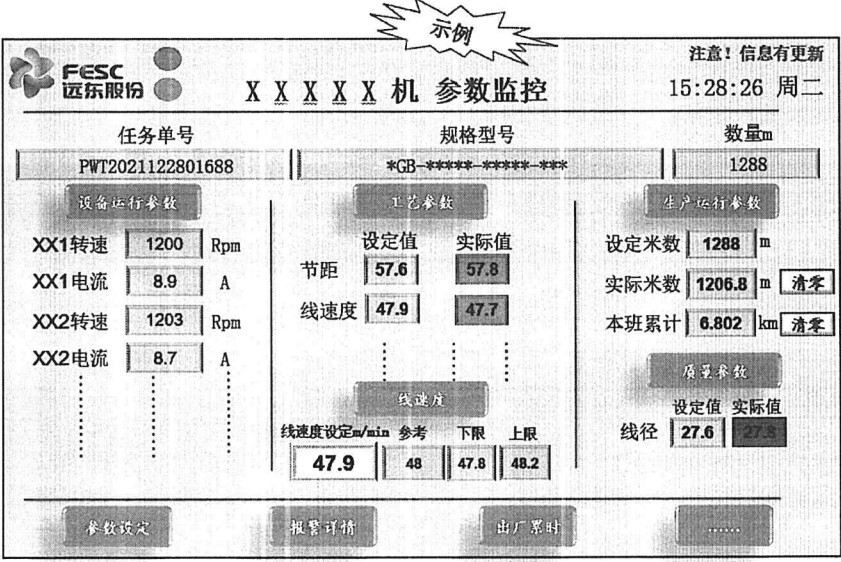 示例
注意！信息有更新
FESC
远东股份
X X X X X 机 参数监控
15:28:26 周二
任务单号 规格型号 数量m
PWT2021122801688 *GB-*****-*****-*** 1288
设备运行参数 工艺参数 生产运行参数
设定值 实际值
XX1转速 1200 Rpm
节距 57.6 57.8
设定米数 1288 m
XX1电流 8.9 A
线速度 47.9 47.7
实际米数 1206.8 m 清零
XX2转速 1203 Rpm
本班累计 6.802 km 清零
XX2电流 8.7 A
质量参数
线速度
设定值 实际值
线径 27.6 27.8
线速度设定m/min 参考 下限 上限
47.9 48 47.8 48.2
参数设定 报警详情 出厂累时 ......